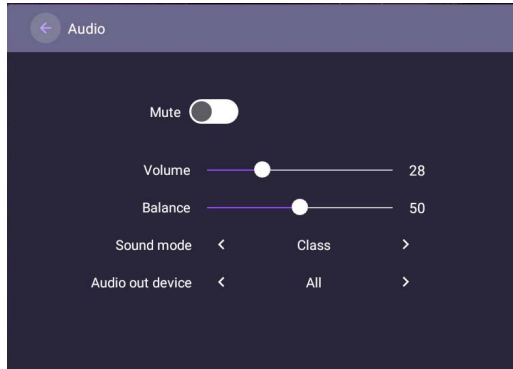 Audio
Mute
Volume 28
Balance 50
Sound mode < Class >
Audio out device < All >